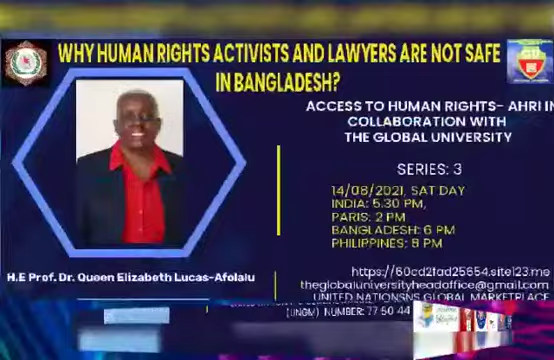 WHY HUMAN RIGHTS ACTIVISTS AND LAWYERS ARE NOT SAFE
IN BANGLADESH?
ACCESS TO HUMAN RIGHTS- AHRI IN
COLLABORATION WITH
THE GLOBAL UNIVERSITY
SERIES: 3
14/08/2021, SAT DAY
INDIA: 5.30 PM,
PARIS: 2 PM
BANGLADESH: 6 PM
PHILIPPINES: 8 PM
H.E Prof. Dr. Queen Elizabeth Lucas-Afolalu
https://60cd2fad25654.site123.me
theglobaluniversityheadoffice@gmail.com
UNITED NATIONSNS GLOBAL MARKETPLACE
(UNGM) NUMBER: 77 50 44